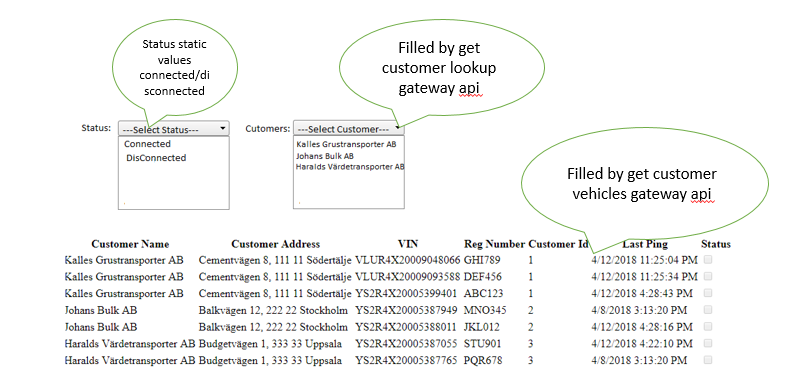 Status static
values
connected/di
sconnected
Filled by get
customer lookup
gateway api
Status:
---Select Status---
Cutomers:
---Select Customer---
Connected
DisConnected
Kalles Grustransporter AB
Johans Bulk AB
Haralds Värdetransporter AB
Filled by get customer
vehicles gateway api
Customer Name Customer Address VIN Reg Number Customer Id Last Ping Status
Kalles Grustransporter AB Cementvägen 8, 111 11 Södertälje VLUR4X20009048066 GHI789 1 4/12/2018 11:25:04 PM
Kalles Grustransporter AB Cementvägen 8, 111 11 Södertälje VLUR4X20009093588 DEF456 1 4/12/2018 11:25:34 PM
Kalles Grustransporter AB Cementvägen 8, 111 11 Södertälje YS2R4X20005399401 ABC123 1 4/12/2018 4:28:43 PM
Johans Bulk AB Balkvägen 12, 222 22 Stockholm YS2R4X20005387949 MNO345 2 4/8/2018 3:13:20 PM
Johans Bulk AB Balkvägen 12, 222 22 Stockholm YS2R4X20005388011 JKL012 2 4/12/2018 4:28:16 PM
Haralds Värdetransporter AB Budgetvägen 1, 333 33 Uppsala YS2R4X20005387055 STU901 3 4/12/2018 4:22:10 PM
Haralds Värdetransporter AB Budgetvägen 1, 333 33 Uppsala YS2R4X20005387765 PQR678 3 4/8/2018 3:13:20 PM